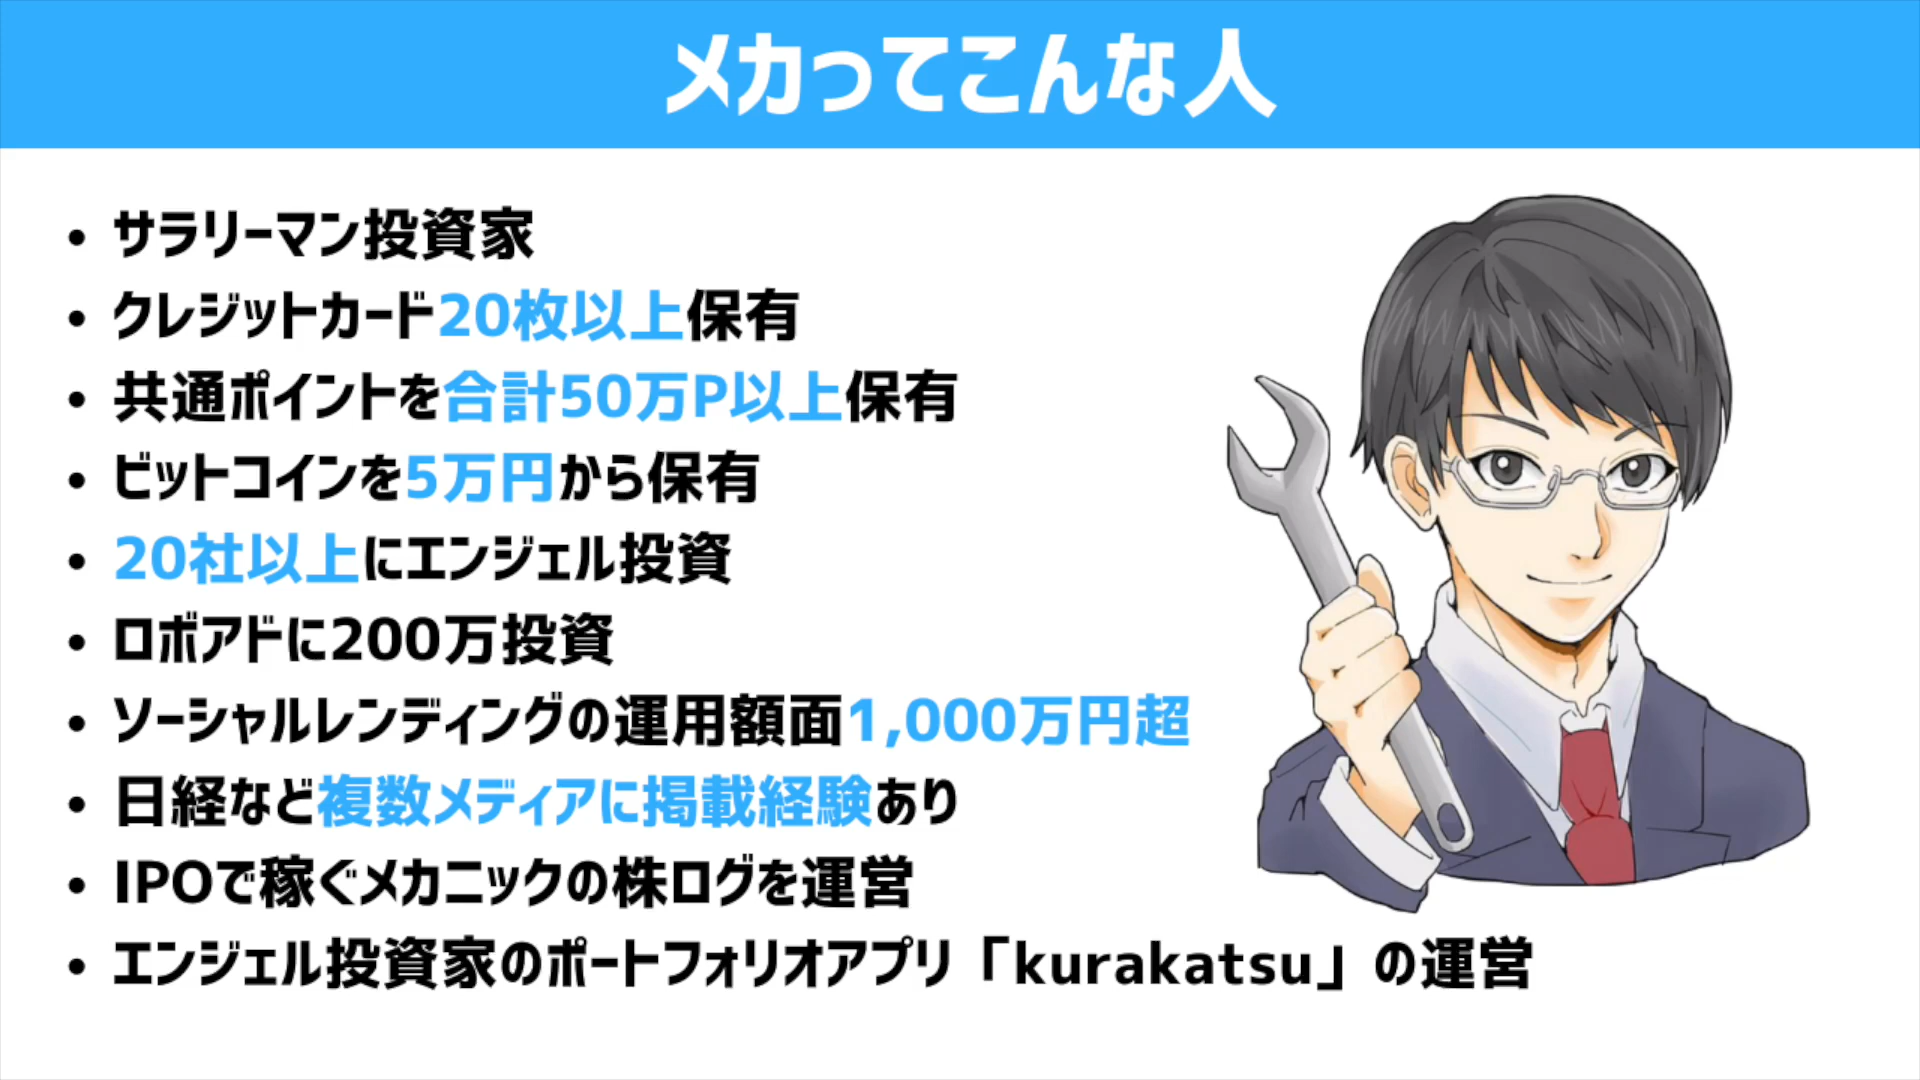 メカってこんな人
• サラリーマン投資家
• クレジットカード20枚以上保有
• 共通ポイントを合計50万P以上保有
• ビットコインを5万円から保有
• 20社以上にエンジェル投資
• ロボアドに200万投資
• ソーシャルレンディングの運用額面1,000万円超
• 日経など複数メディアに掲載経験あり
• IPOで稼ぐメカニックの株ログを運営
• エンジェル投資家のポートフォリオアプリ「kurakatsu」の運営